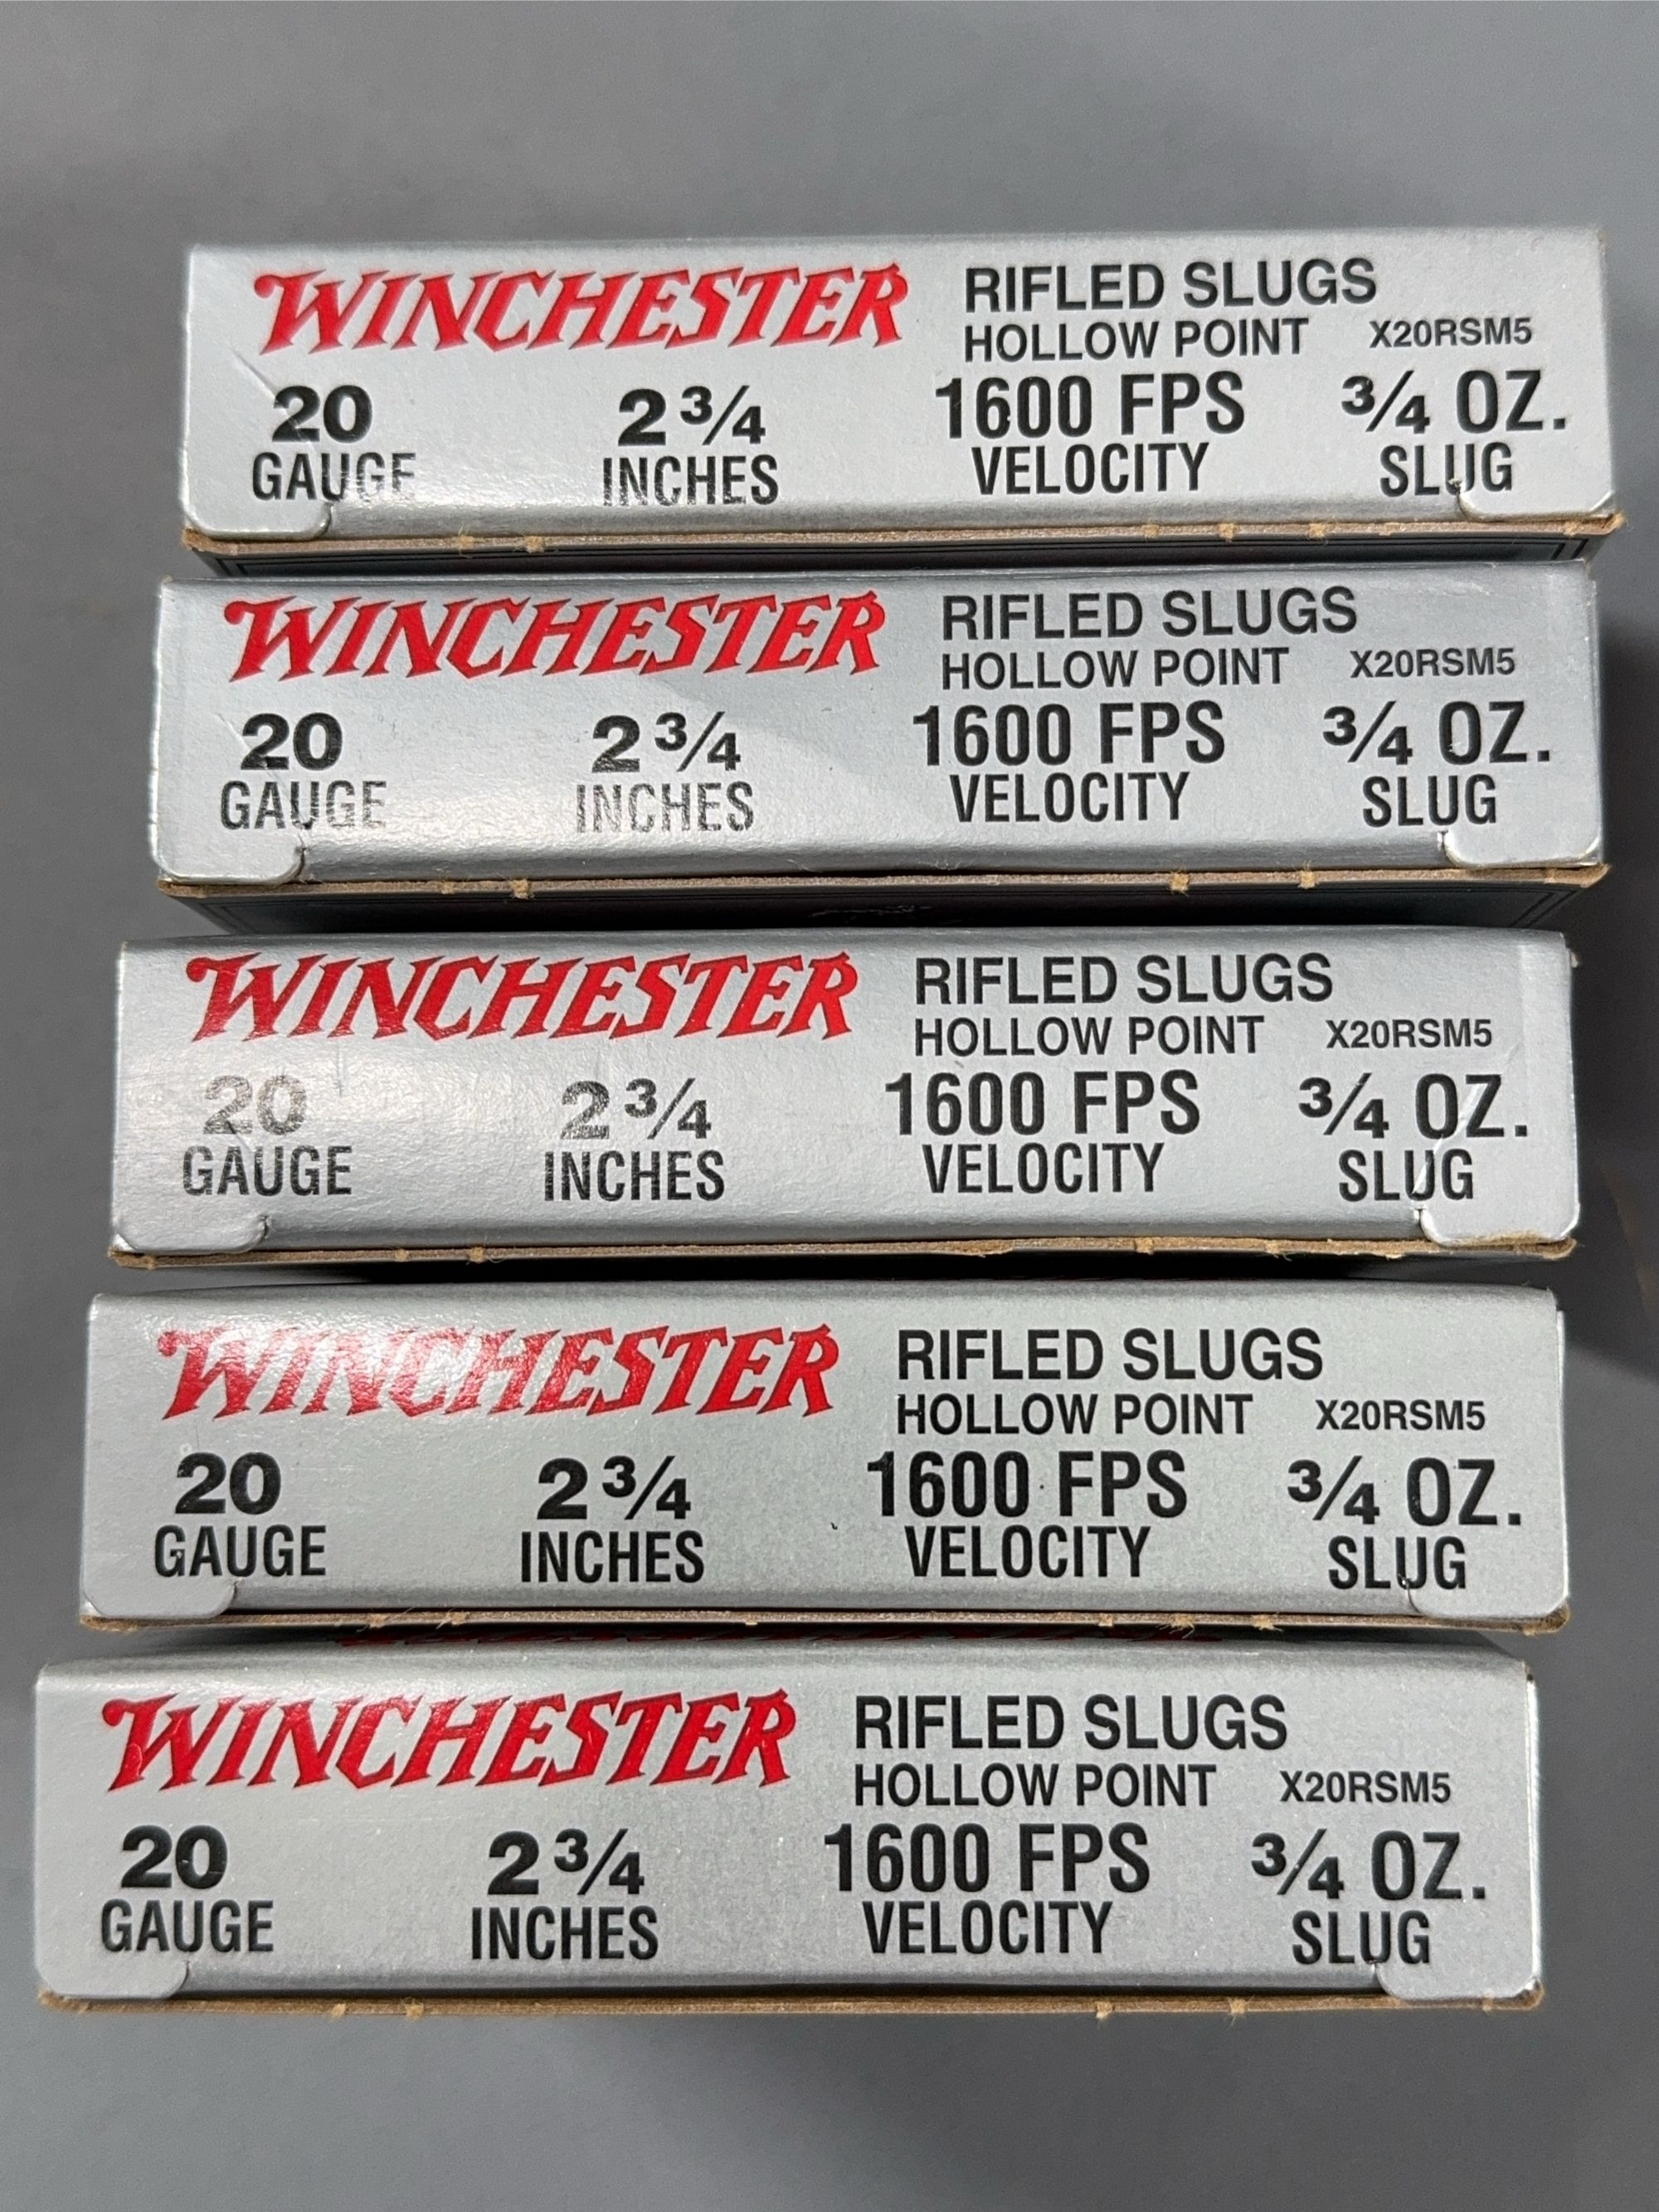 WINCHESTER RIFLED SLUGS
HOLLOW POINT X20RSM5
20 2 3/4 1600 FPS 3/4 OZ.
GAUGE INCHES VELOCITY SLUG
WINCHESTER RIFLED SLUGS
HOLLOW POINT X20RSM5
20 2 3/4 1600 FPS 3/4 OZ.
GAUGE INCHES VELOCITY SLUG
WINCHESTER RIFLED SLUGS
HOLLOW POINT X20RSM5
20 2 3/4 1600 FPS 3/4 OZ.
GAUGE INCHES VELOCITY SLUG
WINCHESTER RIFLED SLUGS
HOLLOW POINT X20RSM5
20 2 3/4 1600 FPS 3/4 OZ.
GAUGE INCHES VELOCITY SLUG
WINCHESTER RIFLED SLUGS
HOLLOW POINT X20RSM5
20 2 3/4 1600 FPS 3/4 OZ.
GAUGE INCHES VELOCITY SLUG